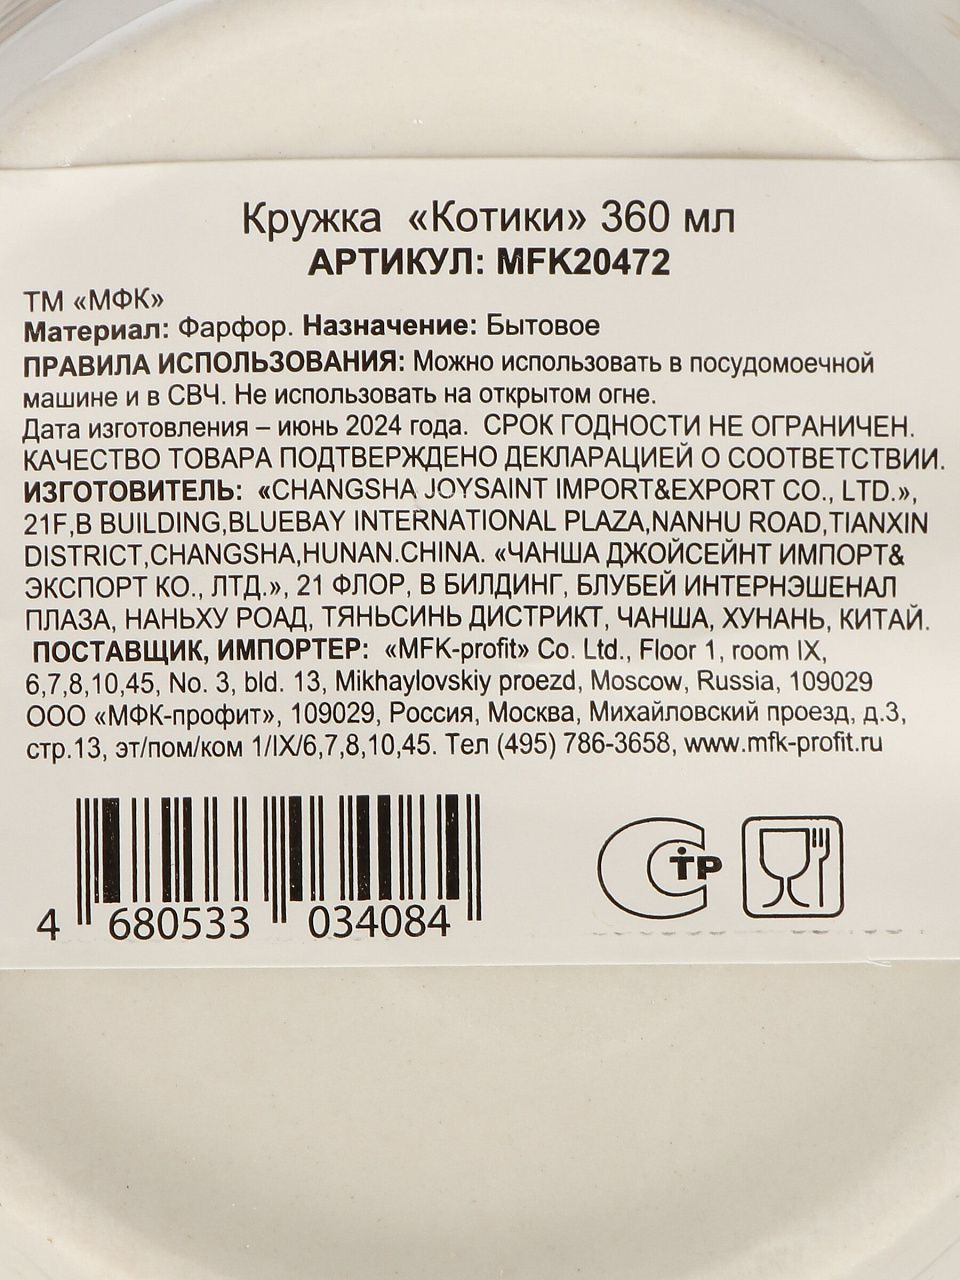 Кружка «Котики» 360 мл
АРТИКУЛ: MFK20472
ТМ «МФК»
Материал: Фарфор. Назначение: Бытовое
ПРАВИЛА ИСПОЛЬЗОВАНИЯ: Можно использовать в посудомоечной
машине и в СВЧ. Не использовать на открытом огне.
Дата изготовления – июнь 2024 года. СРОК ГОДНОСТИ НЕ ОГРАНИЧЕН.
КАЧЕСТВО ТОВАРА ПОДТВЕРЖДЕНО ДЕКЛАРАЦИЕЙ О СООТВЕТСТВИИ.
ИЗГОТОВИТЕЛЬ: «CHANGSHA JOYSAINT IMPORT&EXPORT CO., LTD.»,
21F,B BUILDING,BLUEBAY INTERNATIONAL PLAZA,NANHU ROAD,TIANXIN
DISTRICT,CHANGSHA,HUNAN.CHINA. «ЧАНША ДЖОЙСЕЙНТ ИМПОРТ&
ЭКСПОРТ КО., ЛТД.», 21 ФЛОР, В БИЛДИНГ, БЛУБЕЙ ИНТЕРНЭШЕНАЛ
ПЛАЗА, НАНЬХУ РОАД, ТЯНЬСИНЬ ДИСТРИКТ, ЧАНША, ХУНАНЬ, КИТАЙ.
ПОСТАВЩИК, ИМПОРТЕР: «MFK-profit» Co. Ltd., Floor 1, room IX,
6,7,8,10,45, No. 3, bld. 13, Mikhaylovskiy proezd, Moscow, Russia, 109029
ООО «МФК-профит», 109029, Россия, Москва, Михайловский проезд, д.3,
стр.13, эт/пом/ком 1/IX/6,7,8,10,45. Тел (495) 786-3658, www.mfk-profit.ru
СТР
4 680533 034084